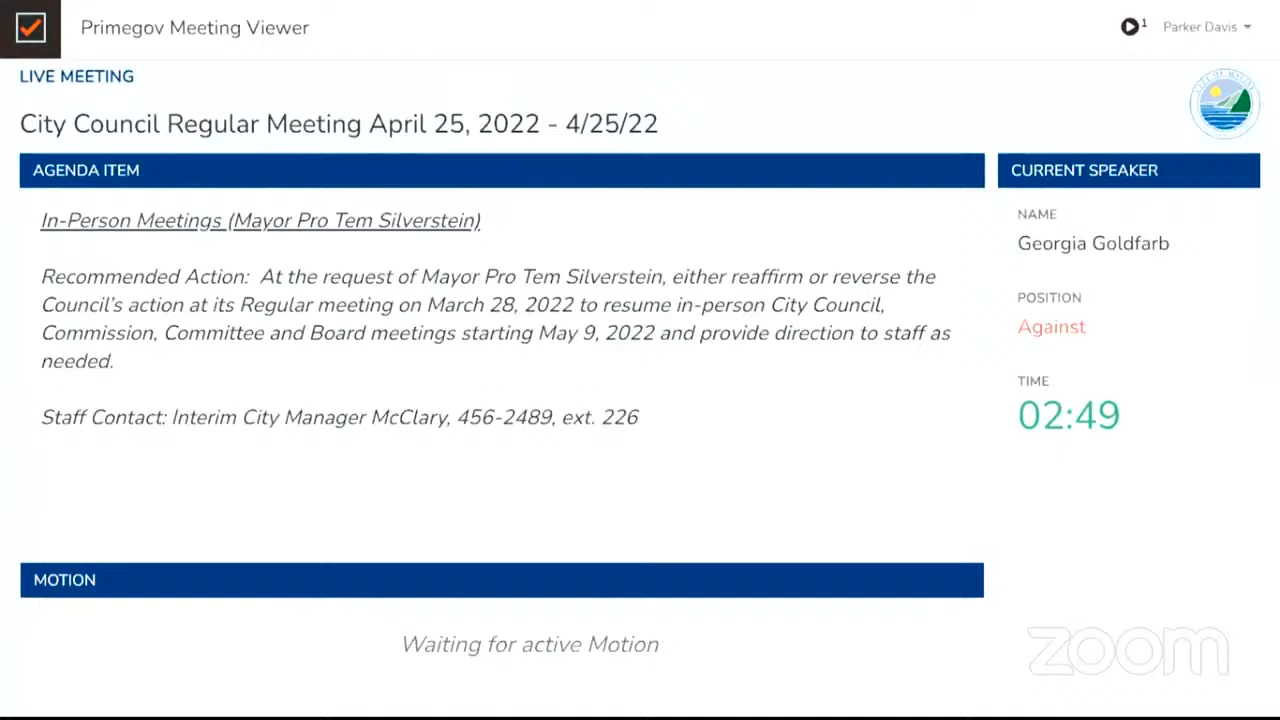 Primegov Meeting Viewer
1
Parker Davis
LIVE MEETING
City Council Regular Meeting April 25, 2022 - 4/25/22
AGENDA ITEM
In-Person Meetings (Mayor Pro Tem Silverstein)
Recommended Action: At the request of Mayor Pro Tem Silverstein, either reaffirm or reverse the
Council's action at its Regular meeting on March 28, 2022 to resume in-person City Council,
Commission, Committee and Board meetings starting May 9, 2022 and provide direction to staff as
needed.
Staff Contact: Interim City Manager McClary, 456-2489, ext. 226
CURRENT SPEAKER
NAME
Georgia Goldfarb
POSITION
Against
TIME
02:49
MOTION
Waiting for active Motion
zoom